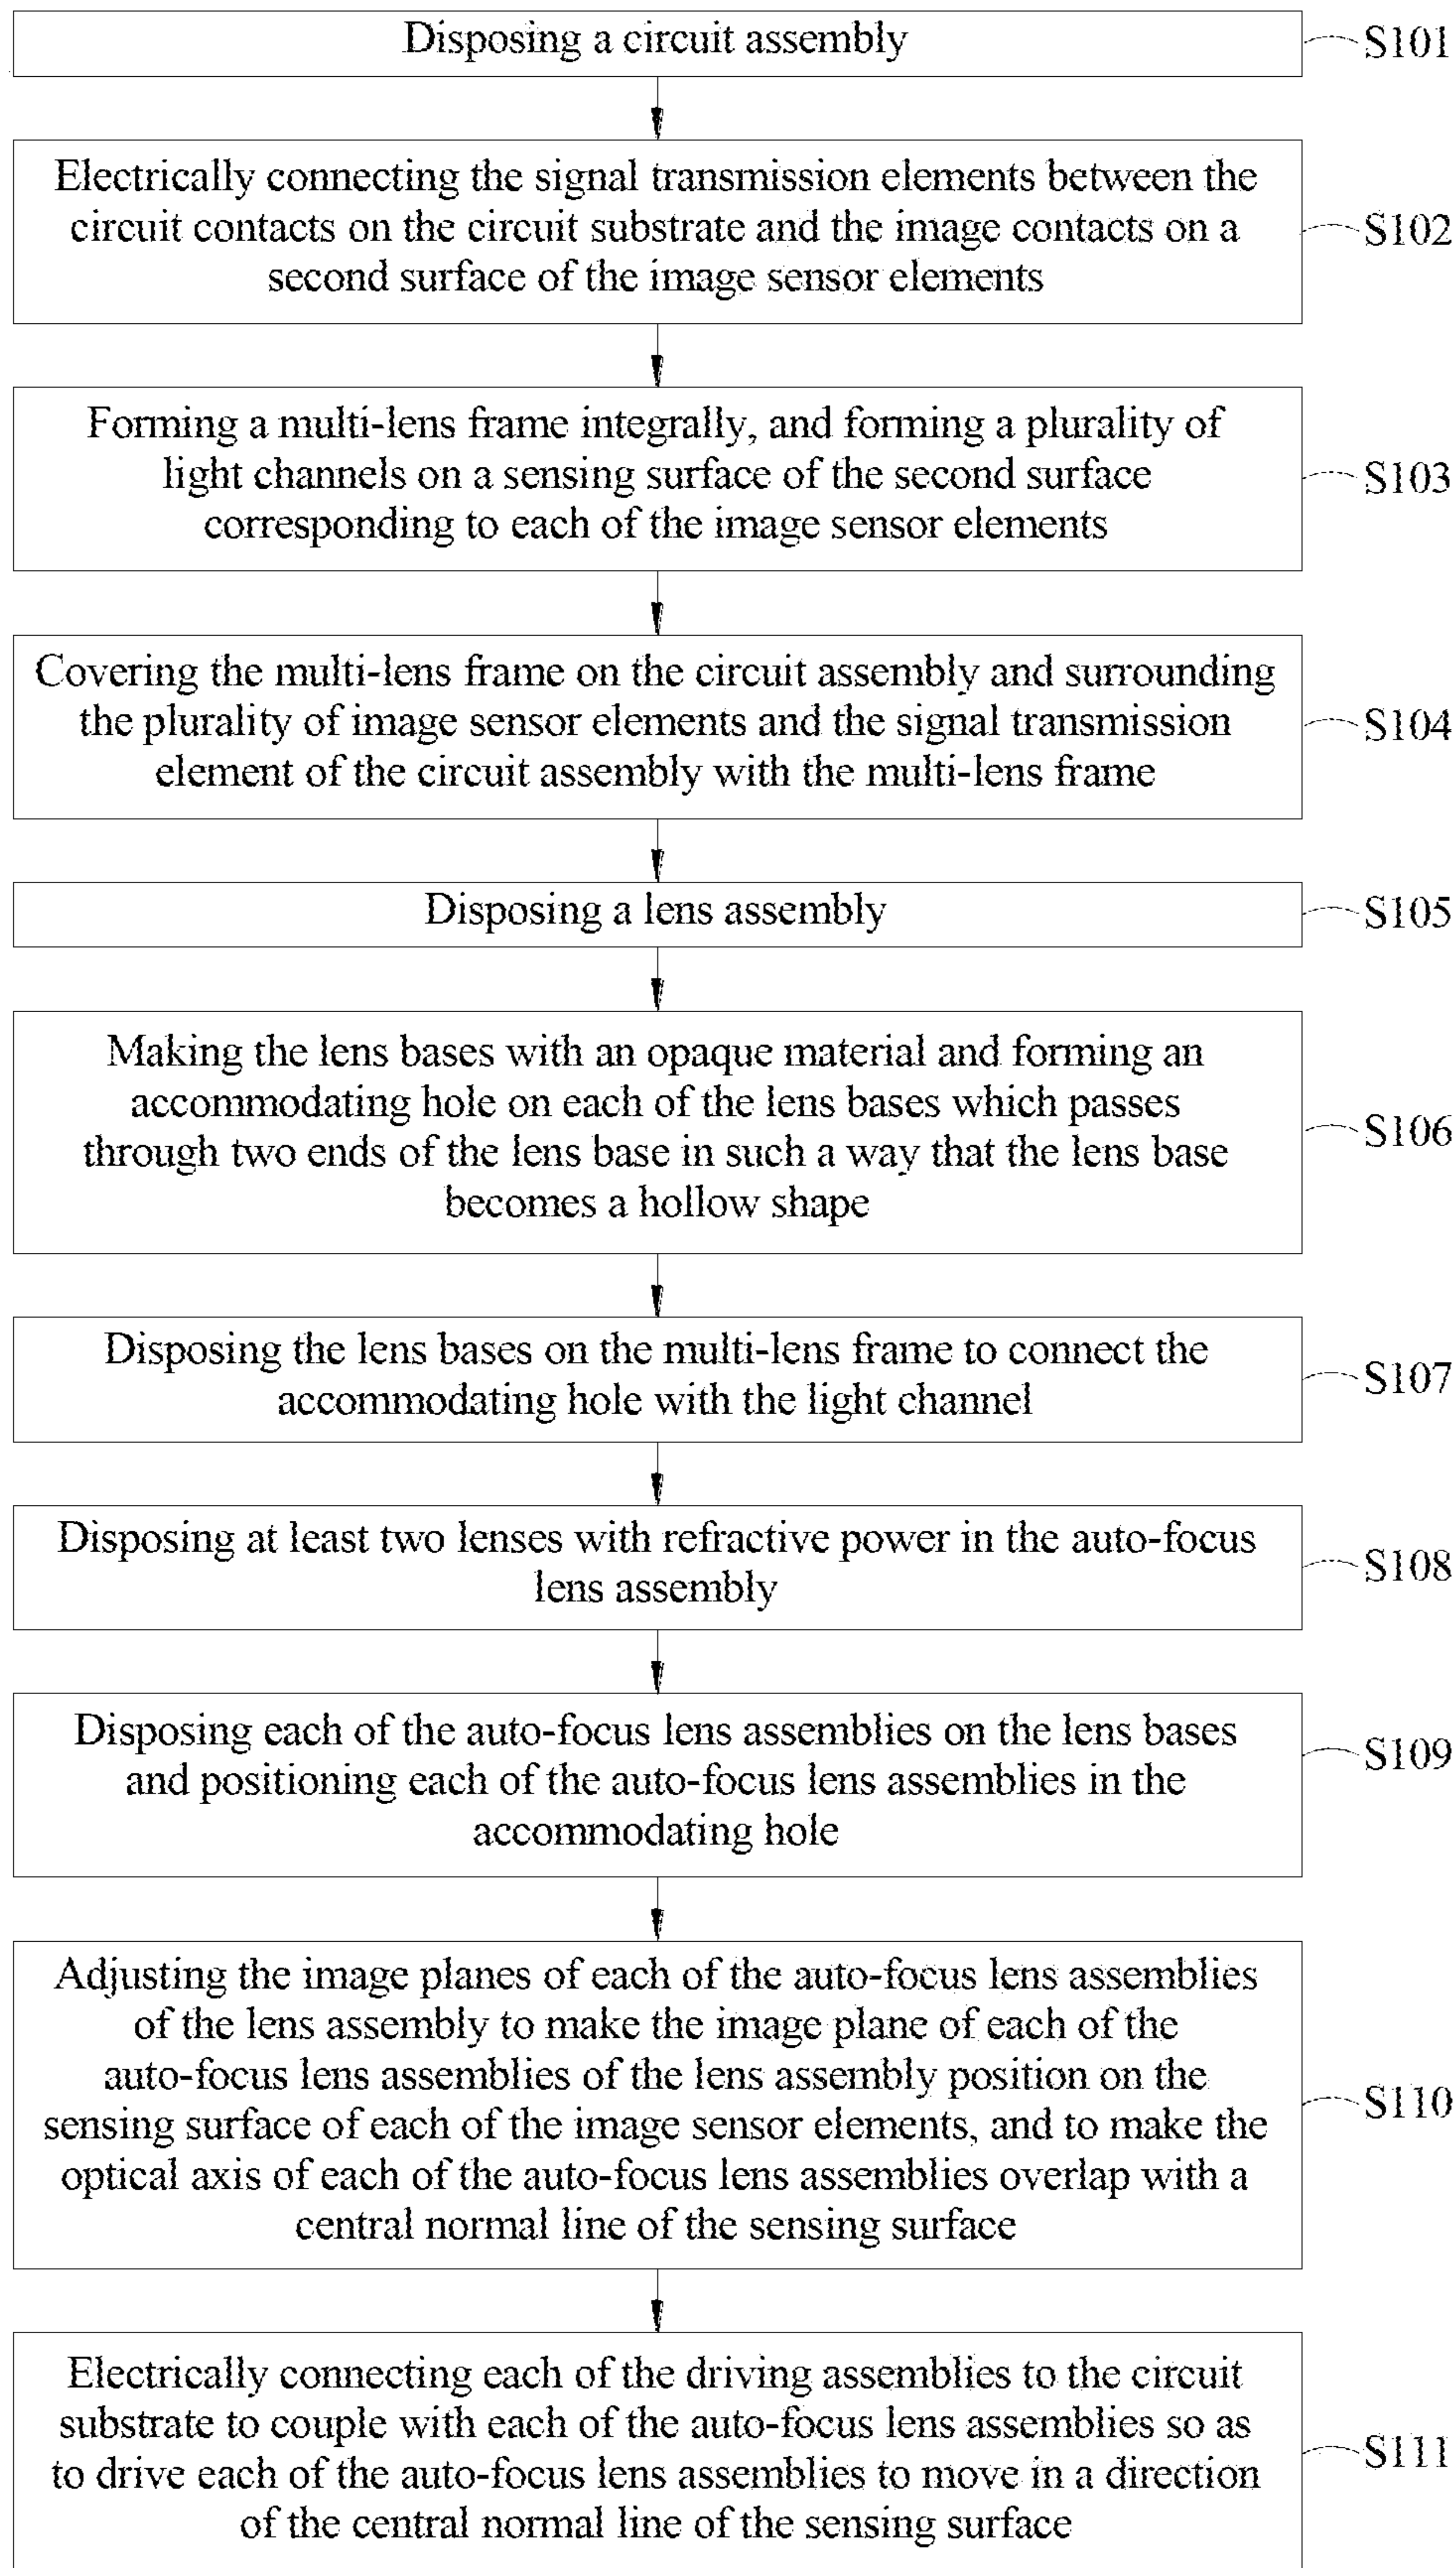 Disposing a circuit assembly
S101
Electrically connecting the signal transmission elements between the
circuit contacts on the circuit substrate and the image contacts on a
second surface of the image sensor elements
S102
Forming a multi-lens frame integrally, and forming a plurality of
light channels on a sensing surface of the second surface
corresponding to each of the image sensor elements
S103
Covering the multi-lens frame on the circuit assembly and surrounding
the plurality of image sensor elements and the signal transmission
element of the circuit assembly with the multi-lens frame
S104
Disposing a lens assembly
S105
Making the lens bases with an opaque material and forming an
accommodating hole on each of the lens bases which passes
through two ends of the lens base in such a way that the lens base
becomes a hollow shape
S106
Disposing the lens bases on the multi-lens frame to connect the
accommodating hole with the light channel
S107
Disposing at least two lenses with refractive power in the auto-focus
lens assembly
S108
Disposing each of the auto-focus lens assemblies on the lens bases
and positioning each of the auto-focus lens assemblies in the
accommodating hole
S109
Adjusting the image planes of each of the auto-focus lens assemblies
of the lens assembly to make the image plane of each of the
auto-focus lens assemblies of the lens assembly position on the
sensing surface of each of the image sensor elements, and to make the
optical axis of each of the auto-focus lens assemblies overlap with a
central normal line of the sensing surface
S110
Electrically connecting each of the driving assemblies to the circuit
substrate to couple with each of the auto-focus lens assemblies so as
to drive each of the auto-focus lens assemblies to move in a direction
of the central normal line of the sensing surface
S111